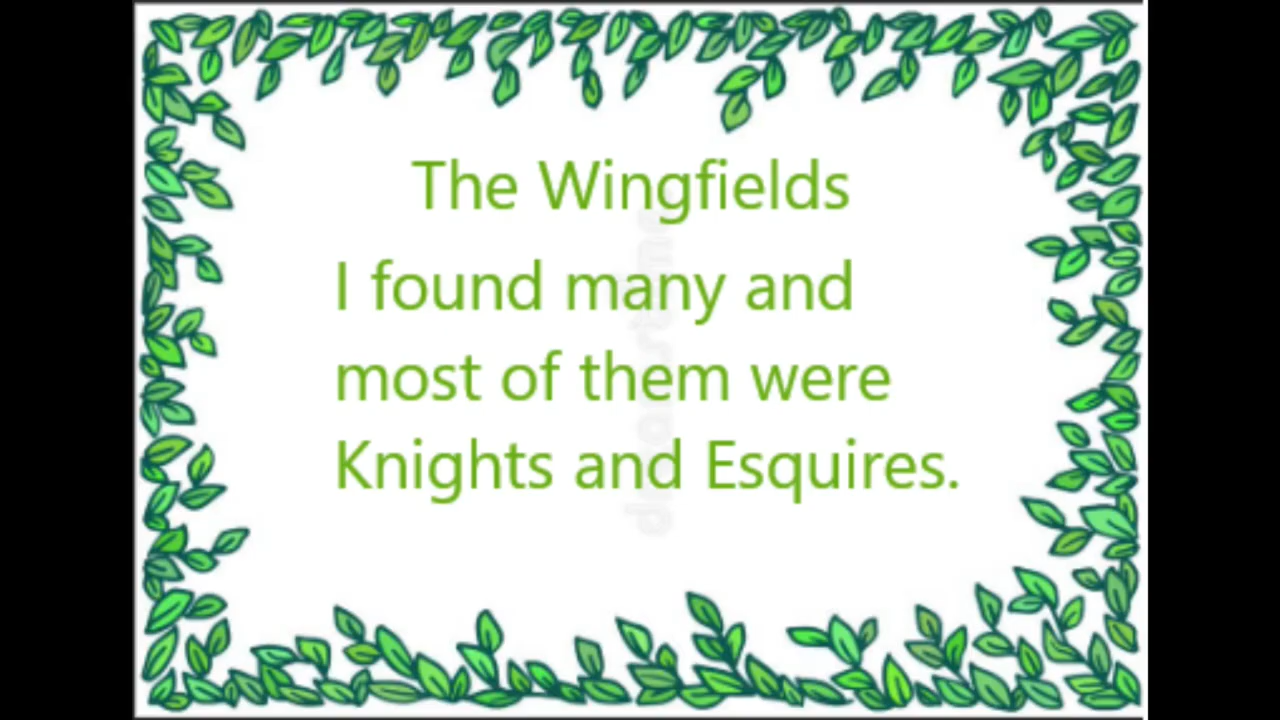 The Wingfields
I found many and
most of them were
Knights and Esquires.